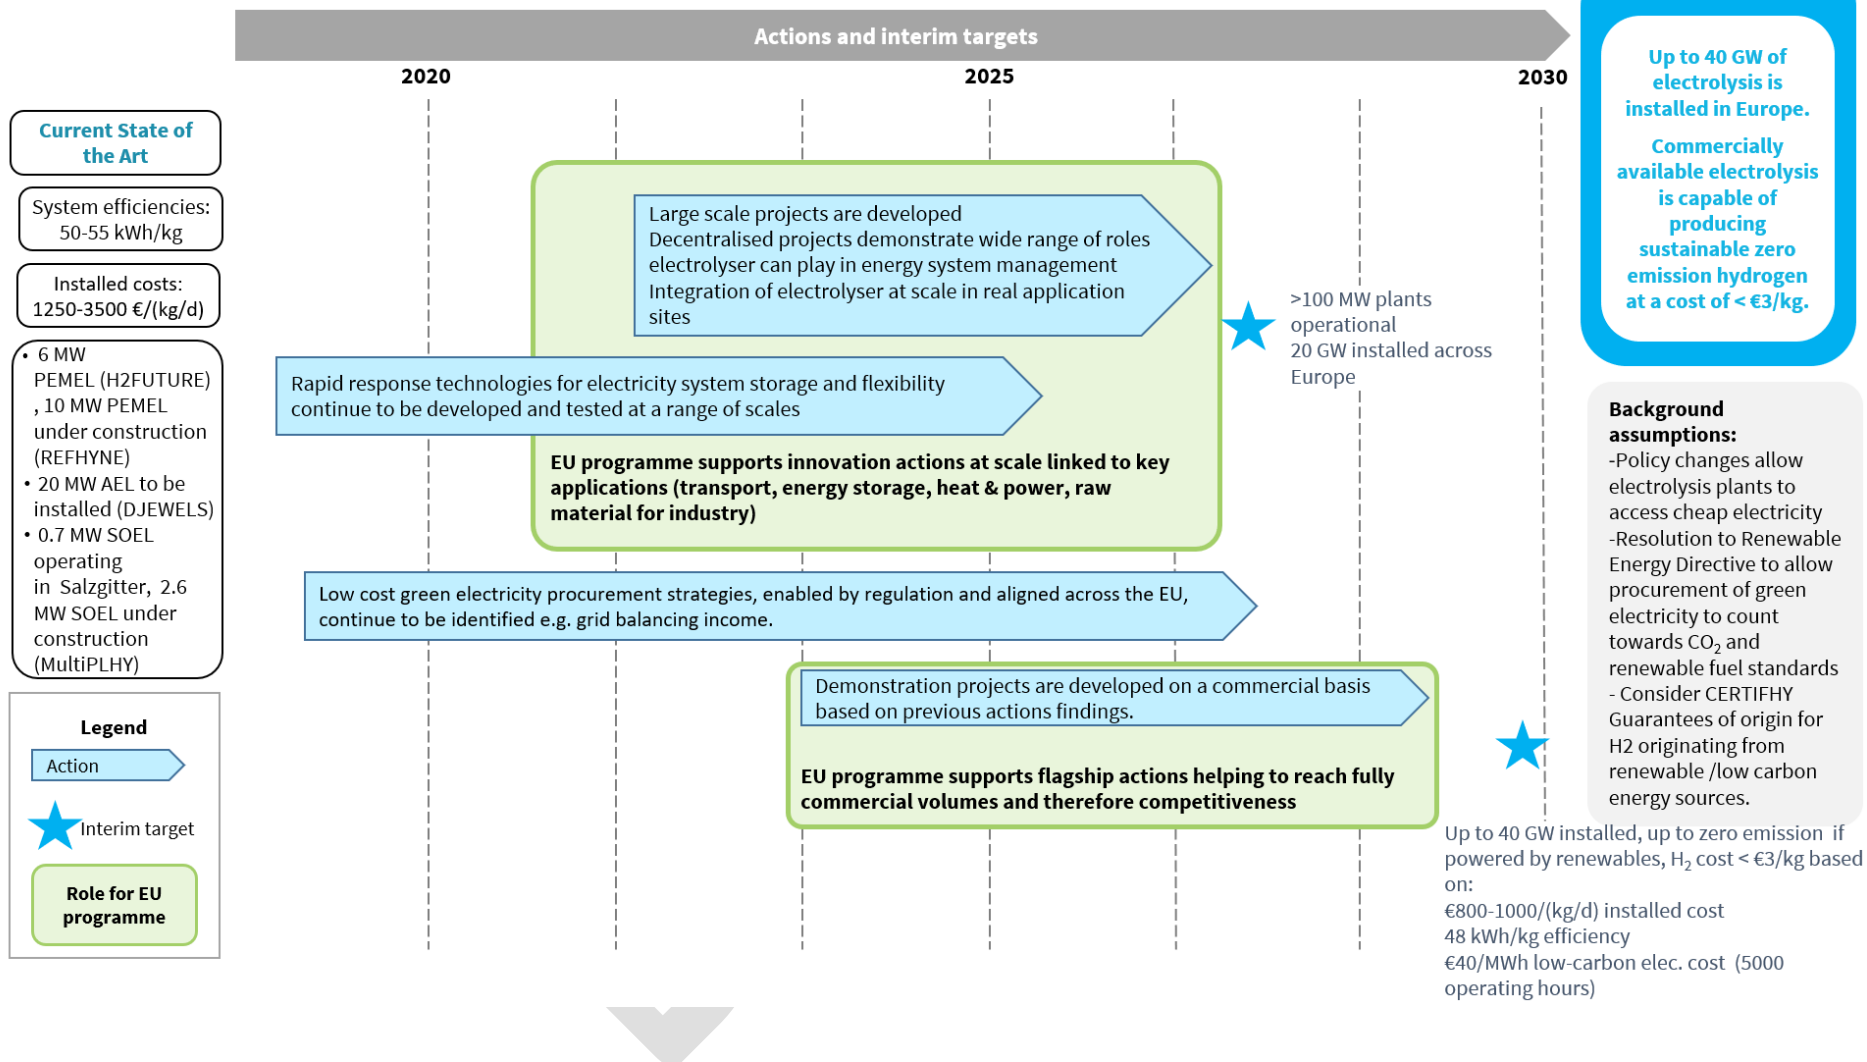 Actions and interim targets
2020
2025
2030
Current State of
the Art
System efficiencies:
50-55 kWh/kg
Installed costs:
1250-3500 €/(kg/d)
• 6 MW
PEMEL (H2FUTURE)
, 10 MW PEMEL
under construction
(REFHYNE)
• 20 MW AEL to be
installed (DJEWELS)
• 0.7 MW SOEL
operating
in Salzgitter, 2.6
MW SOEL under
construction
(MultiPLHY)
Legend
Action
Interim target
Role for EU
programme
Large scale projects are developed
Decentralised projects demonstrate wide range of roles
electrolyser can play in energy system management
Integration of electrolyser at scale in real application
sites
Rapid response technologies for electricity system storage and flexibility
continue to be developed and tested at a range of scales
EU programme supports innovation actions at scale linked to key
applications (transport, energy storage, heat & power, raw
material for industry)
>100 MW plants
operational
20 GW installed across
Europe
Low cost green electricity procurement strategies, enabled by regulation and aligned across the EU,
continue to be identified e.g. grid balancing income.
Demonstration projects are developed on a commercial basis
based on previous actions findings.
EU programme supports flagship actions helping to reach fully
commercial volumes and therefore competitiveness
Up to 40 GW of
electrolysis is
installed in Europe.
Commercially
available electrolysis
is capable of
producing
sustainable zero
emission hydrogen
at a cost of < €3/kg.
Background
assumptions:
-Policy changes allow
electrolysis plants to
access cheap electricity
-Resolution to Renewable
Energy Directive to allow
procurement of green
electricity to count
towards CO₂ and
renewable fuel standards
- Consider CERTIFHY
Guarantees of origin for
H2 originating from
renewable /low carbon
energy sources.
Up to 40 GW installed, up to zero emission if
powered by renewables, H₂ cost < €3/kg based
on:
€800-1000/(kg/d) installed cost
48 kWh/kg efficiency
€40/MWh low-carbon elec. cost (5000
operating hours)